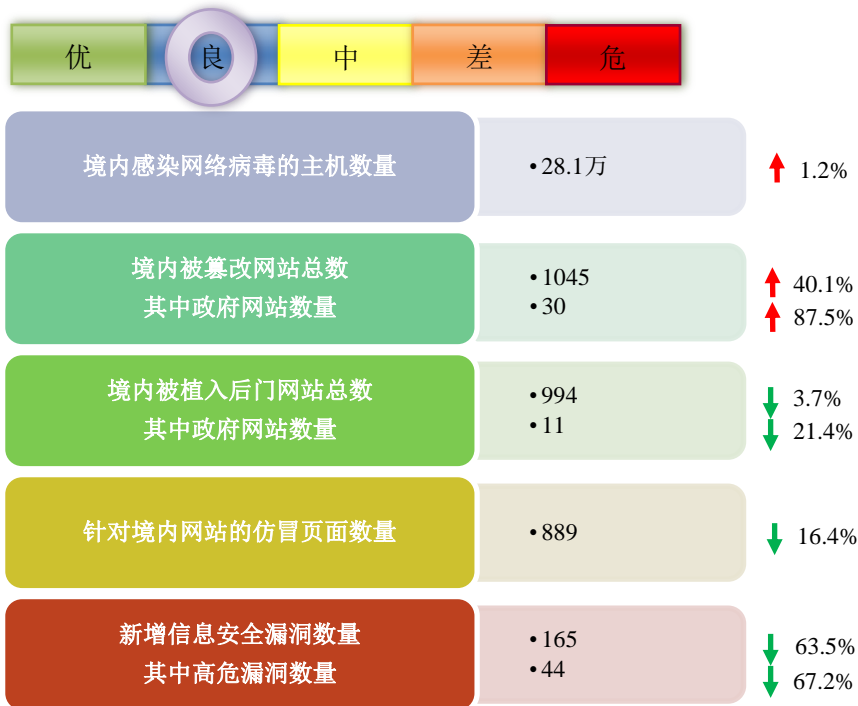 优 良 中 差 危
境内感染网络病毒的主机数量 •28.1万 1.2%
境内被篡改网站总数 •1045 40.1%
其中政府网站数量 •30 87.5%
境内被植入后门网站总数 •994 3.7%
其中政府网站数量 •11 21.4%
针对境内网站的仿冒页面数量 •889 16.4%
新增信息安全漏洞数量 •165 63.5%
其中高危漏洞数量 •44 67.2%